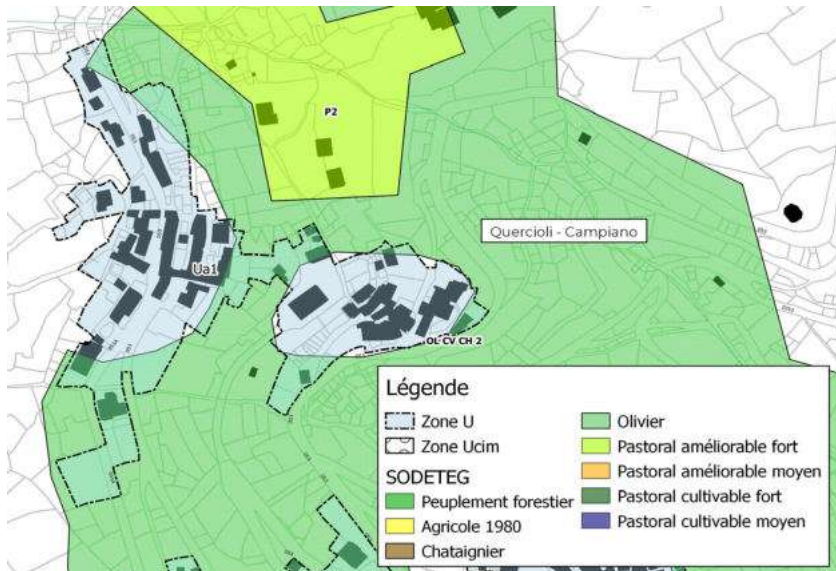 P2
Quercioli - Campiano
Ua1
OL CV CH 2
Légende
Zone U
Zone Ucim
SODETEG
Peuplement forestier
Agricole 1980
Chataignier
Olivier
Pastoral améliorable fort
Pastoral améliorable moyen
Pastoral cultivable fort
Pastoral cultivable moyen